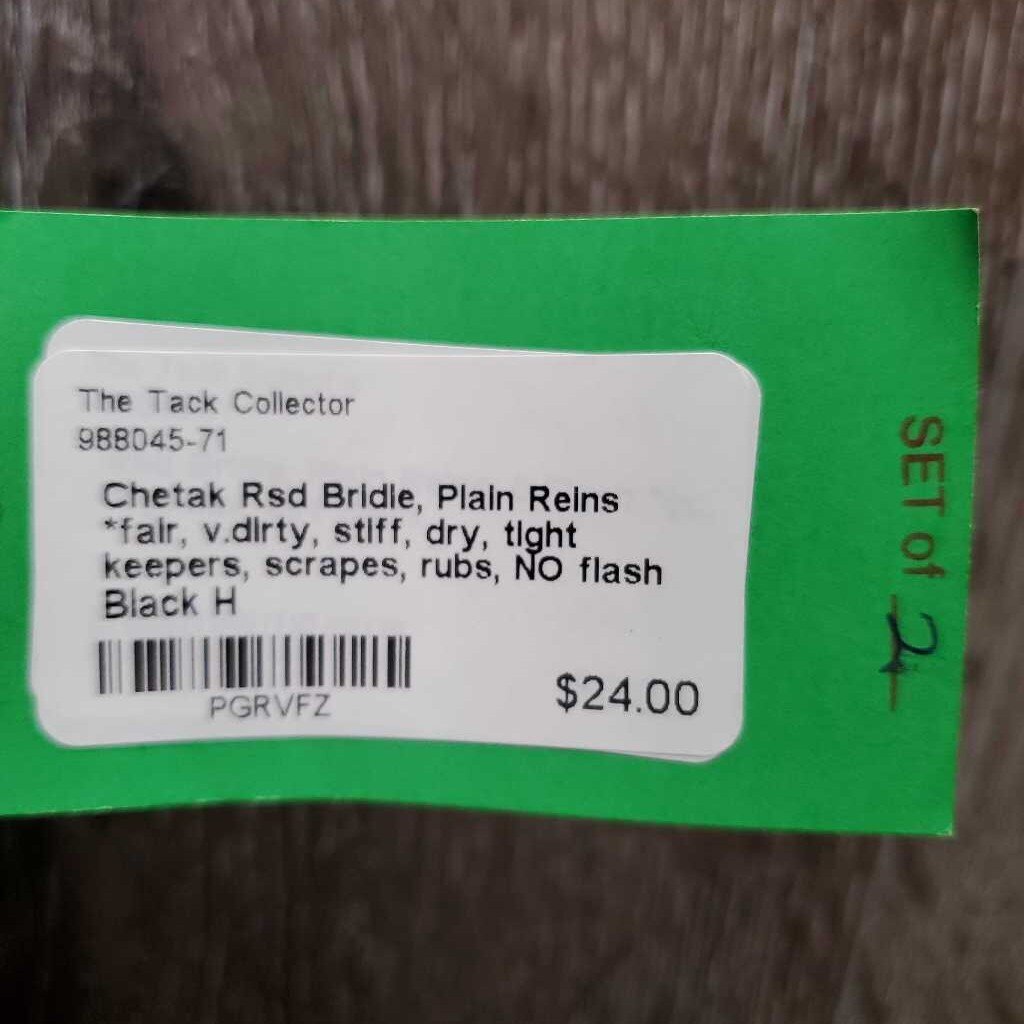 The Tack Collector
988045-71
Chetak Rsd Bridle, Plain Reins
*fair, v.dirty, stiff, dry, tight
keepers, scrapes, rubs, NO flash
Black H
PGRVFZ
$24.00
SET of 2